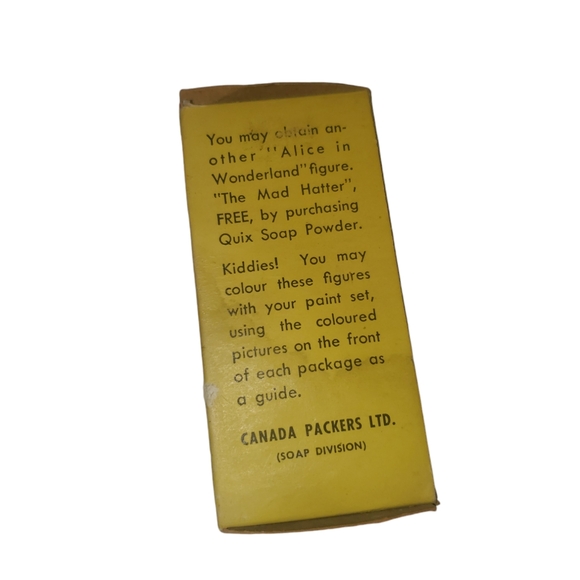 You may obtain an-
other "Alice in
Wonderland" figure.
"The Mad Hatter",
FREE, by purchasing
Quix Soap Powder.
Kiddies! You may
colour these figures
with your paint set,
using the coloured
pictures on the front
of each package as
a guide.
CANADA PACKERS LTD.
(SOAP DIVISION)